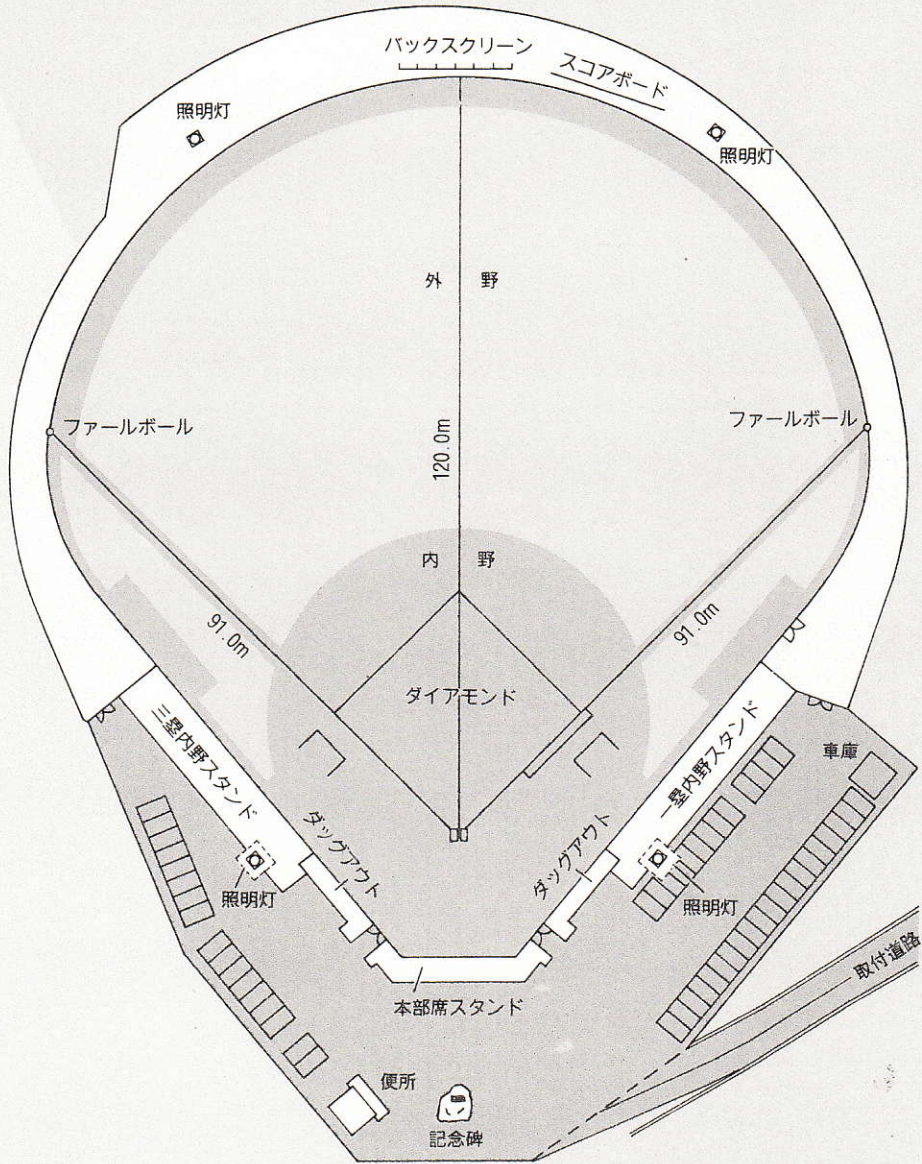 バックスクリーン
スコアボード
照明灯
照明灯
外野
ファールボール
ファールボール
120.0m
内野
91.0m
91.0m
ダイアモンド
三塁内野スタンド
一塁内野スタンド
車庫
ダッグアウト
ダッグアウト
照明灯
照明灯
取付道路
本部席スタンド
便所
記念碑